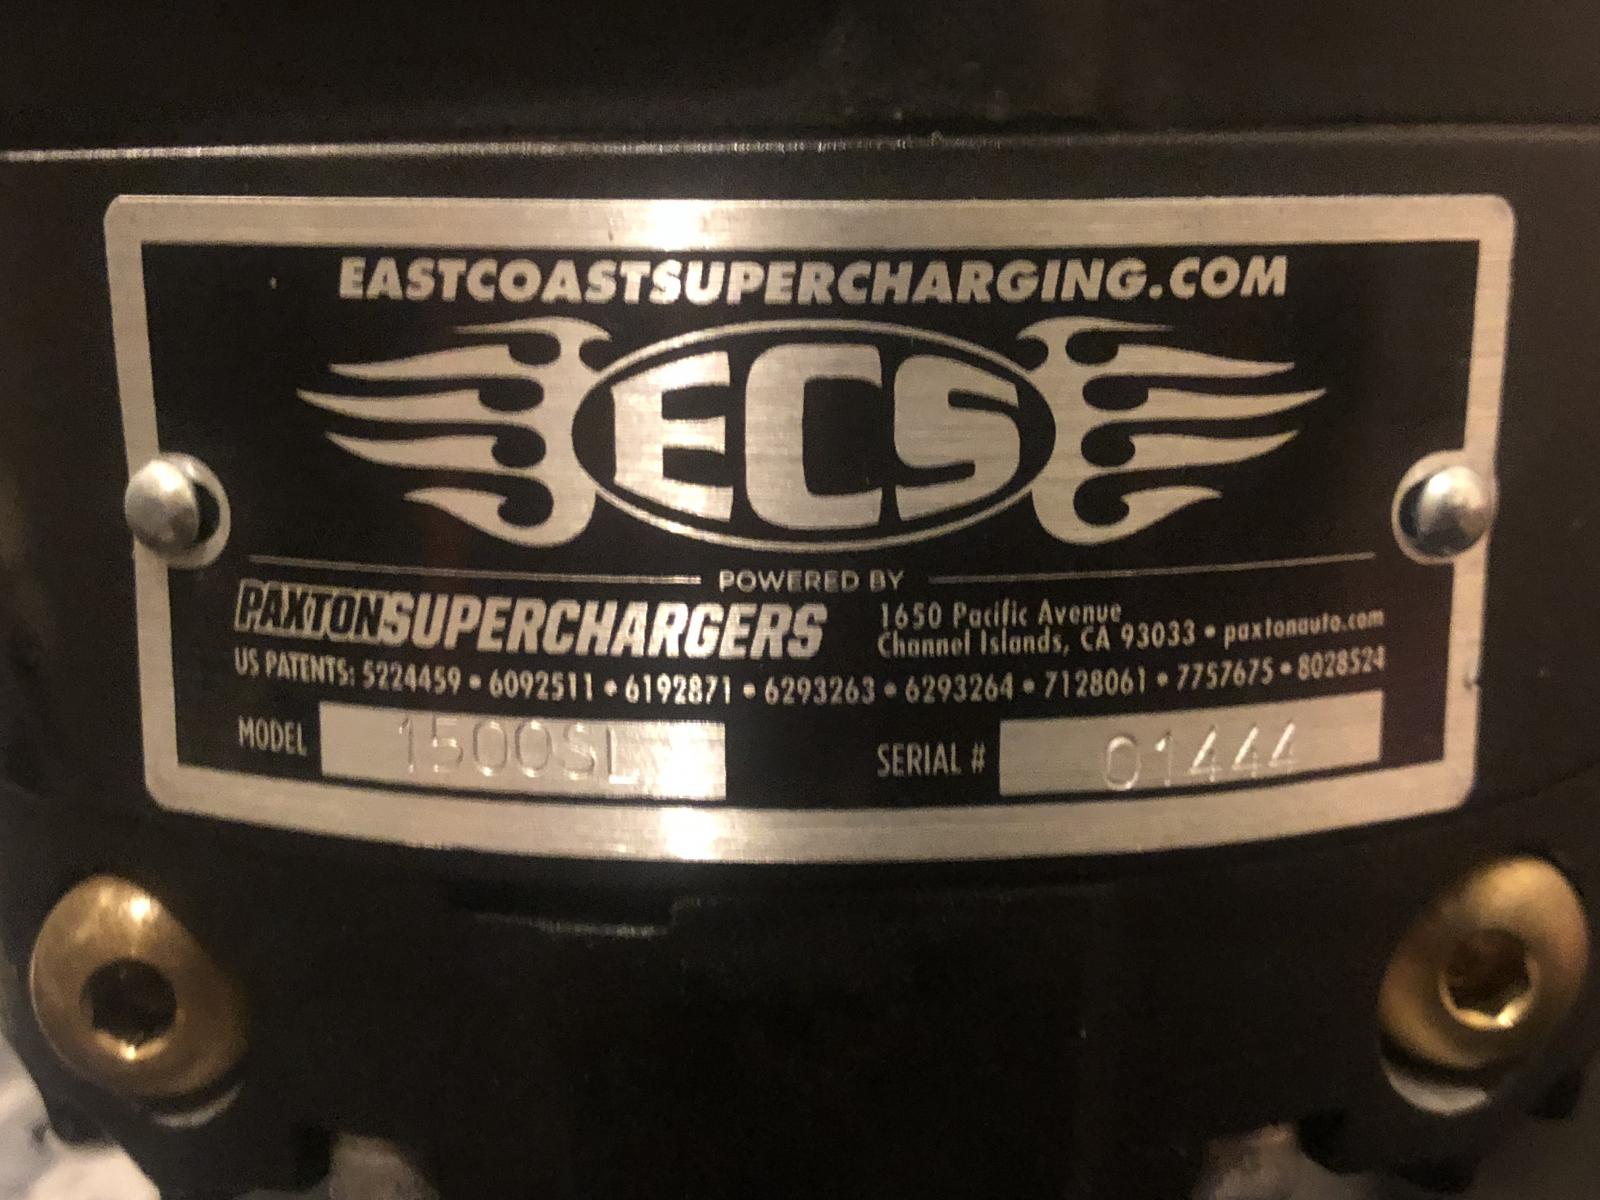 EASTCOASTSUPERCHARGING.COM
ECS
POWERED BY
PAXTONSUPERCHARGERS
1650 Pacific Avenue
Channel Islands, CA 93033 • paxtonauto.com
US PATENTS: 5224459 • 6092511 • 6192871 • 6293263 • 6293264 • 7128061 • 7757675 • 8028524
MODEL 1500SL
SERIAL # 01444